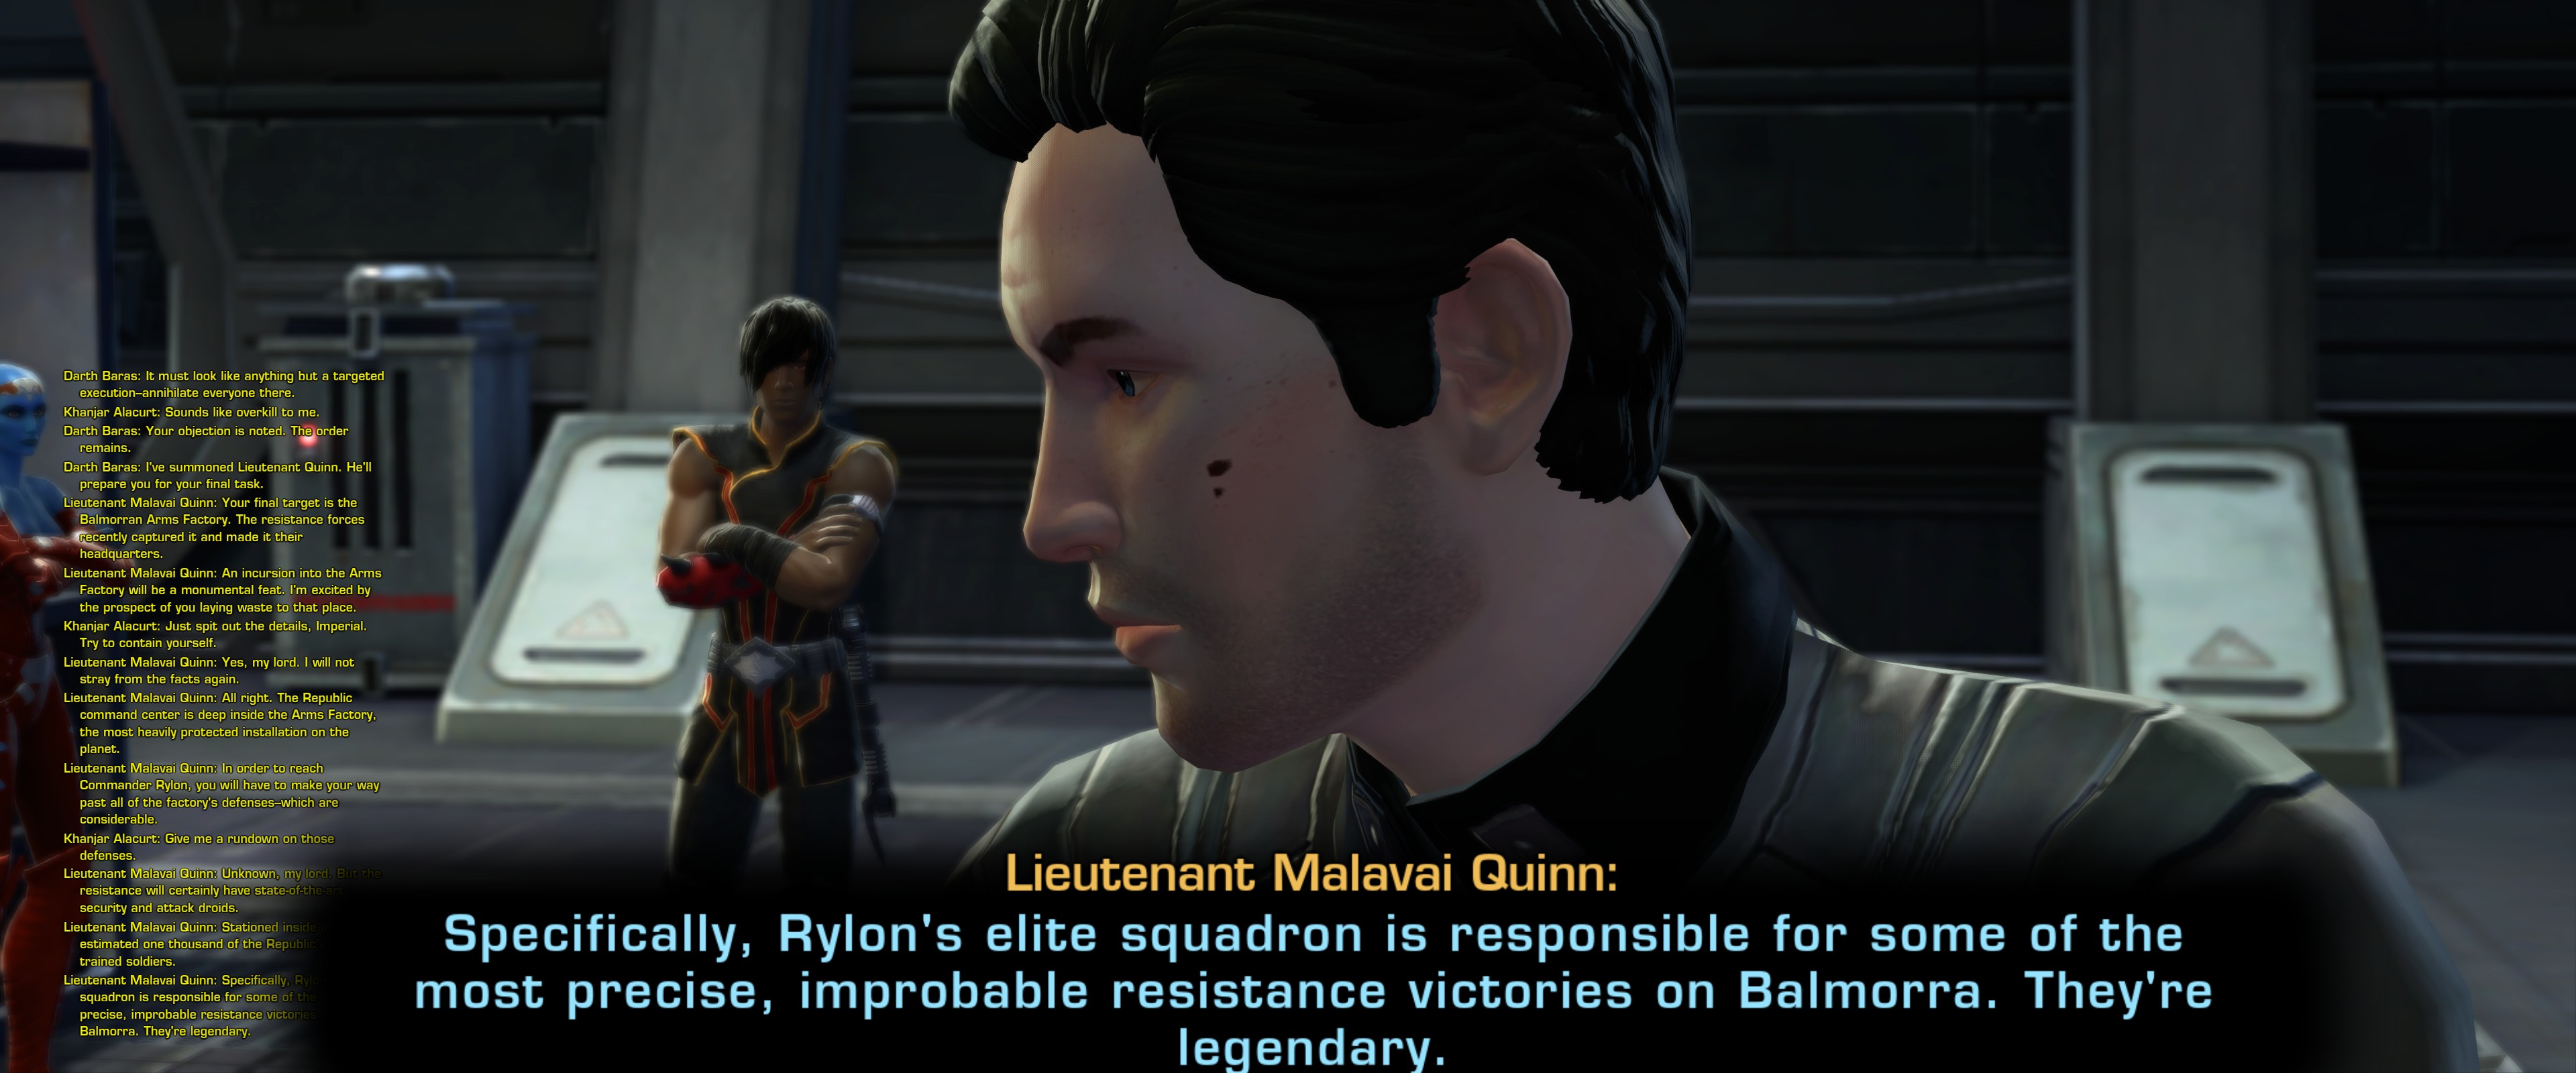 Darth Baras: It must look like anything but a targeted
execution–annihilate everyone there.
Khanjar Alacurt: Sounds like overkill to me.
Darth Baras: Your objection is noted. The order
remains.
Darth Baras: I've summoned Lieutenant Quinn. He'll
prepare you for your final task.
Lieutenant Malavai Quinn: Your final target is the
Balmorran Arms Factory. The resistance forces
recently captured it and made it their
headquarters.
Lieutenant Malavai Quinn: An incursion into the Arms
Factory will be a monumental feat. I'm excited by
the prospect of you laying waste to that place.
Khanjar Alacurt: Just spit out the details, Imperial.
Try to contain yourself.
Lieutenant Malavai Quinn: Yes, my lord. I will not
stray from the facts again.
Lieutenant Malavai Quinn: All right. The Republic
command center is deep inside the Arms Factory,
the most heavily protected installation on the
planet.
Lieutenant Malavai Quinn: In order to reach
Commander Rylon, you will have to make your way
past all of the factory's defenses–which are
considerable.
Khanjar Alacurt: Give me a rundown on those
defenses.
Lieutenant Malavai Quinn: Unknown, my lord. But the
resistance will certainly have state-of-the-art
security and attack droids.
Lieutenant Malavai Quinn: Stationed inside
estimated one thousand of the Republic
trained soldiers.
Lieutenant Malavai Quinn: Specifically,
squadron is responsible for some of the
precise, improbable resistance victories
Balmorra. They're legendary.
Lieutenant Malavai Quinn:
Specifically, Rylon's elite squadron is responsible for some of the
most precise, improbable resistance victories on Balmorra. They're
legendary.